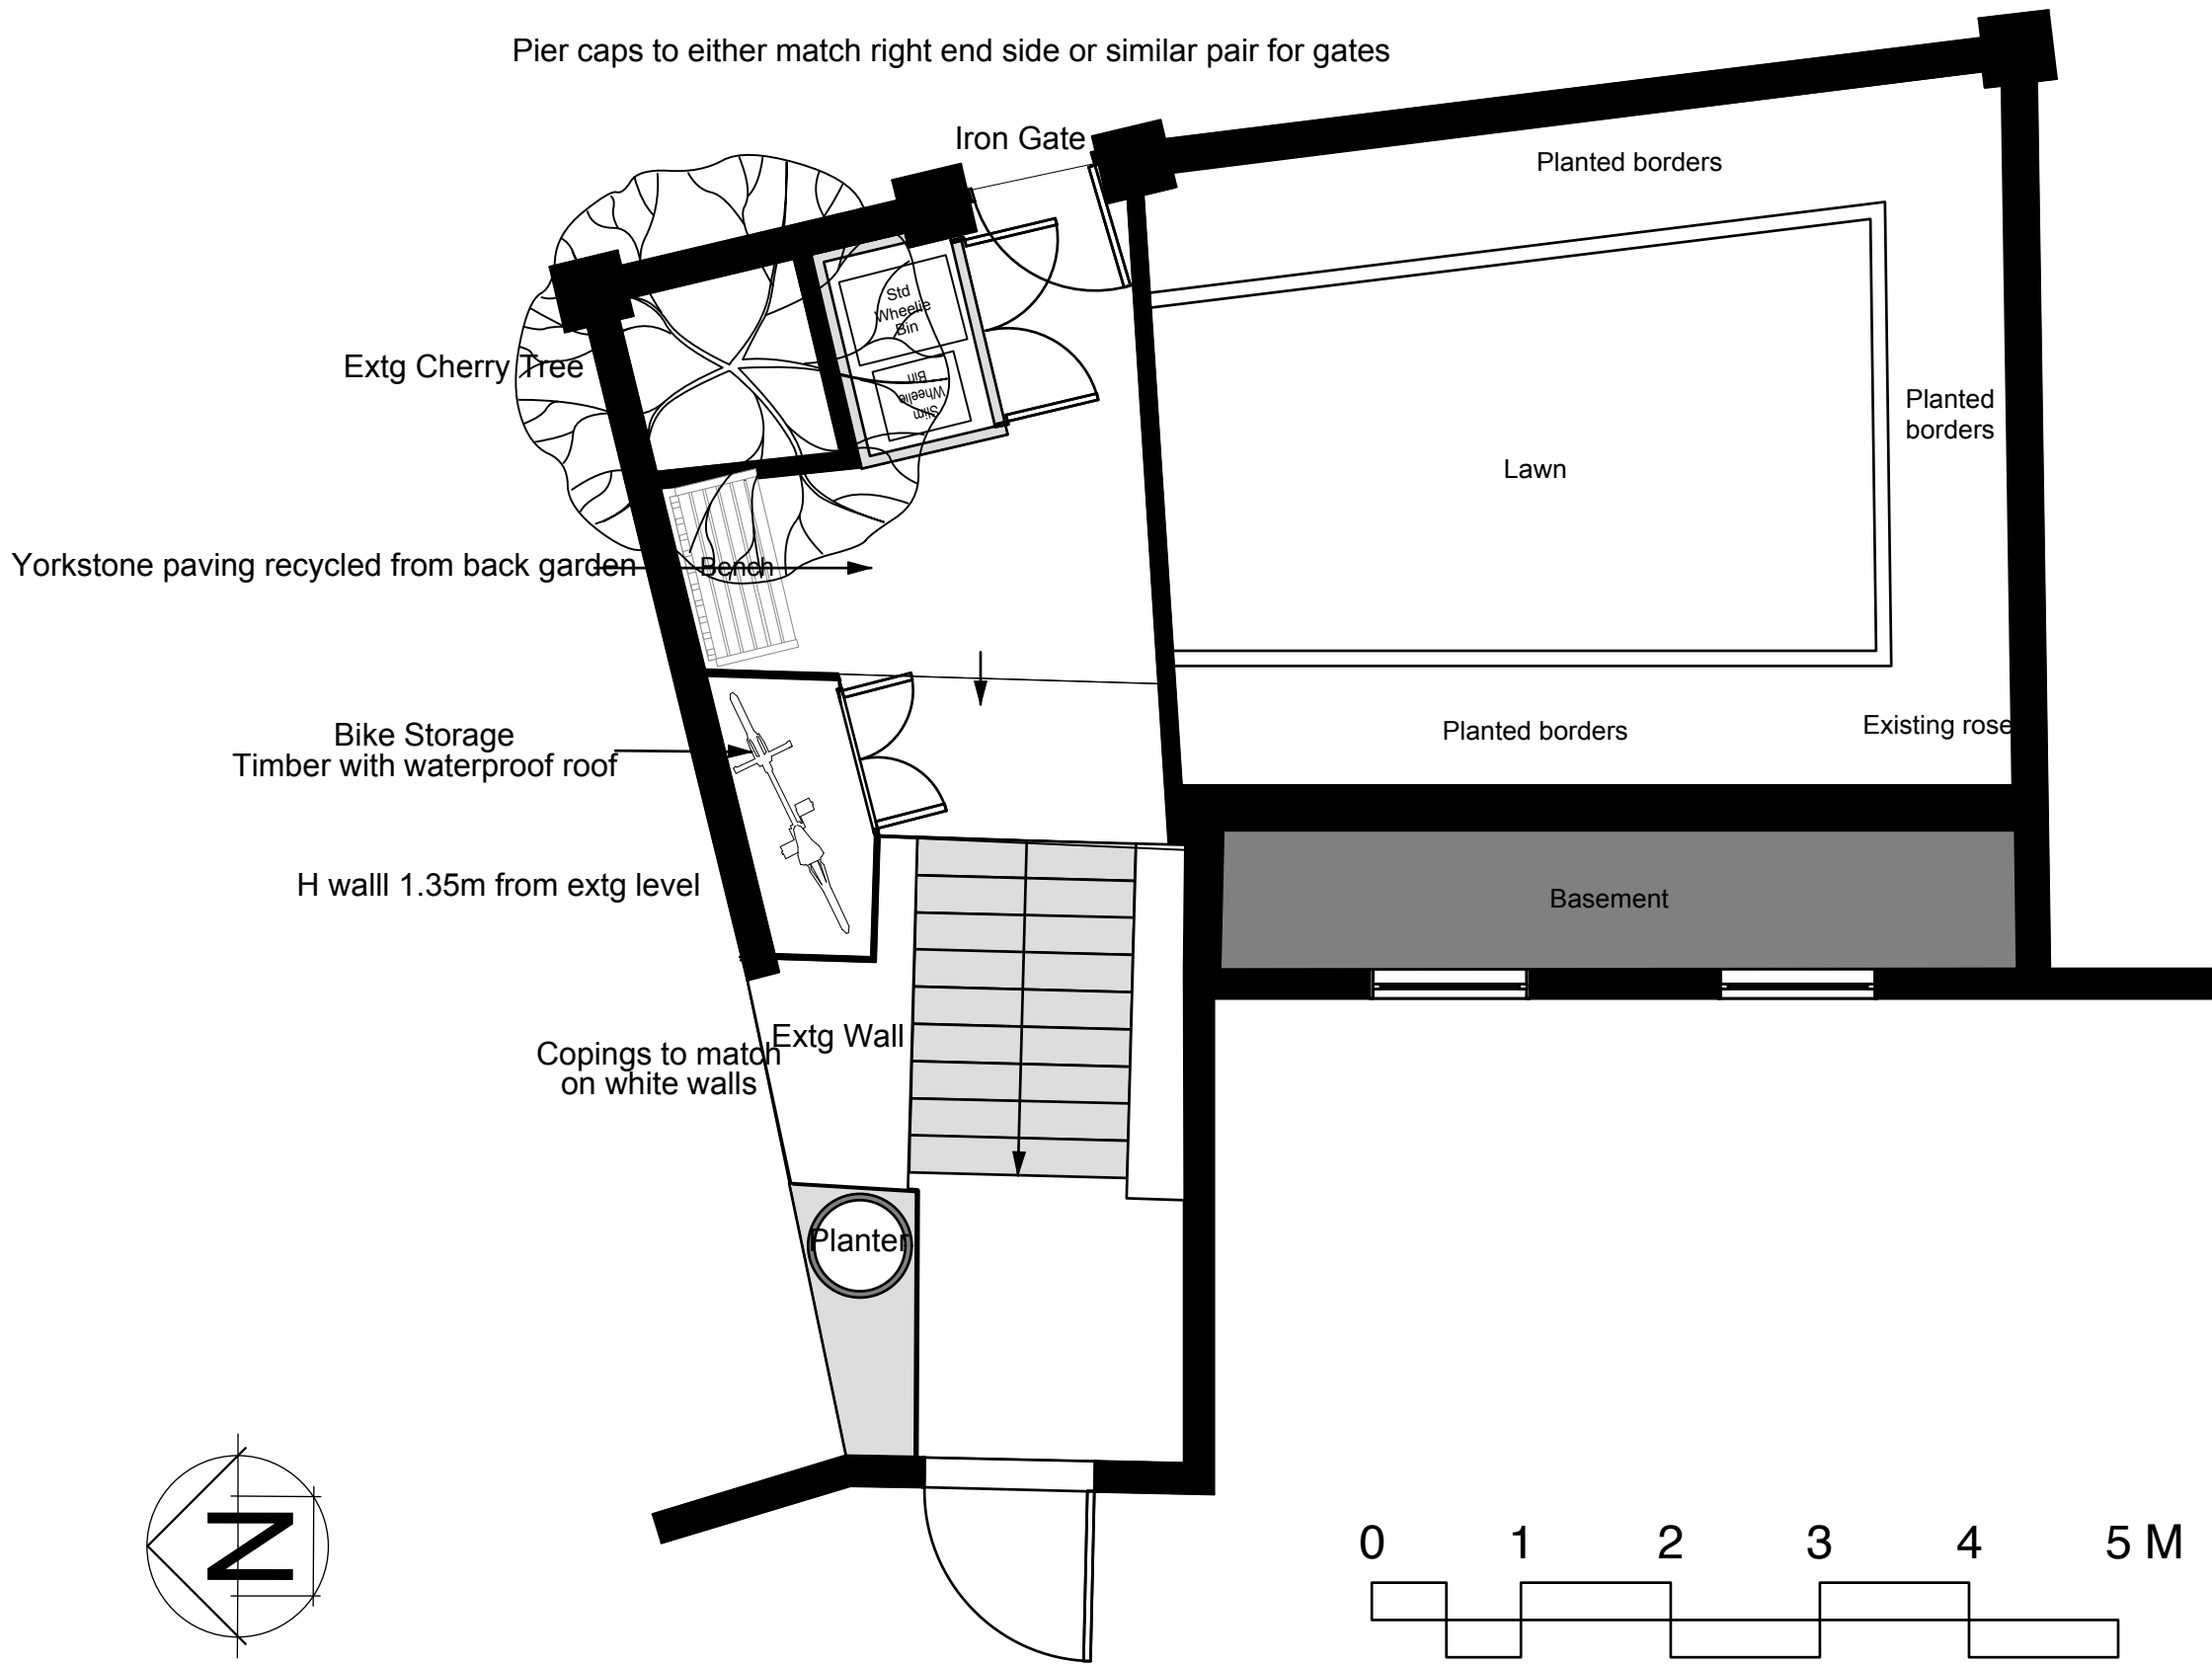 Pier caps to either match right end side or similar pair for gates
Iron Gate
Planted borders
Std
Wheelie
Bin
Extg Cherry Tree
Slim
Wheelie
Bin
Planted
borders
Lawn
Yorkstone paving recycled from back garden
Bench
Bike Storage
Timber with waterproof roof
Planted borders
Existing rose
H walll 1.35m from extg level
Basement
Extg Wall
Copings to match
on white walls
Planter
N
0 1 2 3 4 5 M